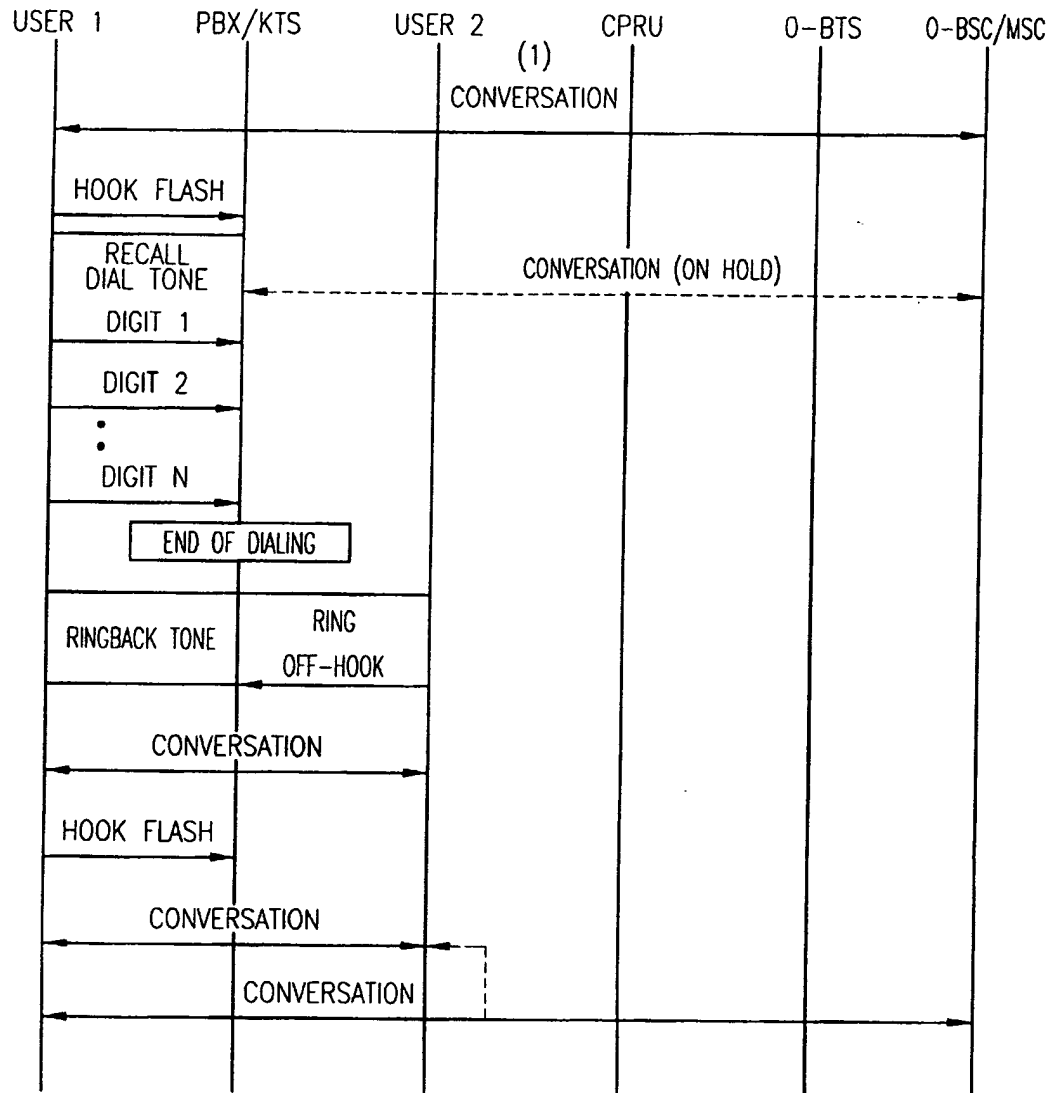 USER 1 PBX/KTS USER 2 CPRU O-BTS O-BSC/MSC
(1)
CONVERSATION
HOOK FLASH
RECALL
DIAL TONE
CONVERSATION (ON HOLD)
DIGIT 1
DIGIT 2
DIGIT N
END OF DIALING
RINGBACK TONE
RING
OFF-HOOK
CONVERSATION
HOOK FLASH
CONVERSATION
CONVERSATION